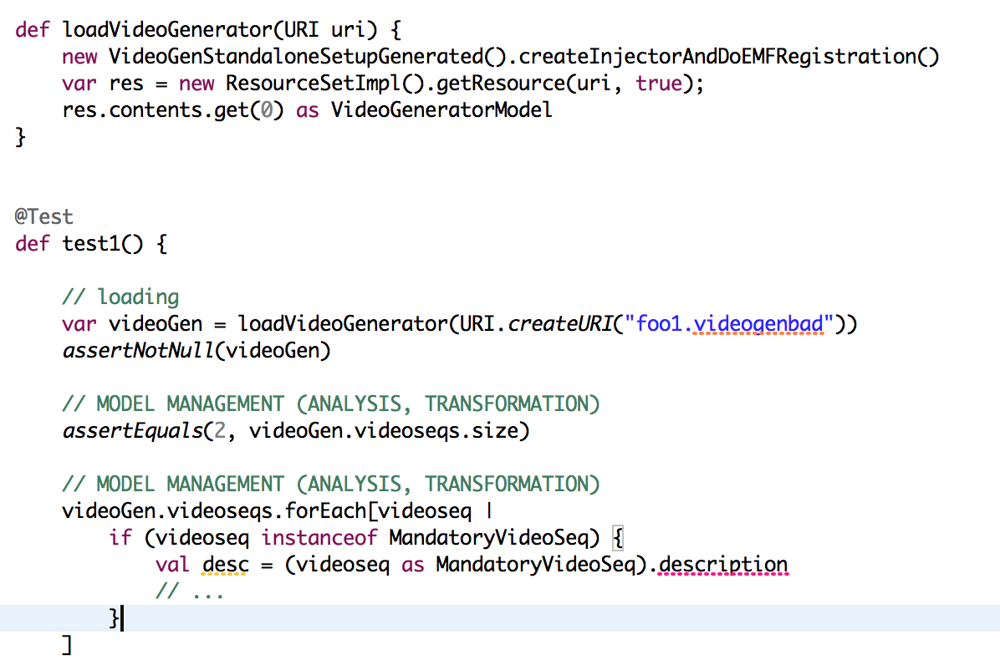 def loadVideoGenerator(URI uri) {
    new VideoGenStandaloneSetupGenerated().createInjectorAndDoEMFRegistration()
    var res = new ResourceSetImpl().getResource(uri, true);
    res.contents.get(0) as VideoGeneratorModel
}
@Test
def test1() {
    // loading
    var videoGen = loadVideoGenerator(URI.createURI("foo1.videogenbad"))
    assertNotNull(videoGen)
    // MODEL MANAGEMENT (ANALYSIS, TRANSFORMATION)
    assertEquals(2, videoGen.videoseqs.size)
    // MODEL MANAGEMENT (ANALYSIS, TRANSFORMATION)
    videoGen.videoseqs.forEach[videoseq |
        if (videoseq instanceof MandatoryVideoSeq) {
            val desc = (videoseq as MandatoryVideoSeq).description
            // ...
        }
    ]